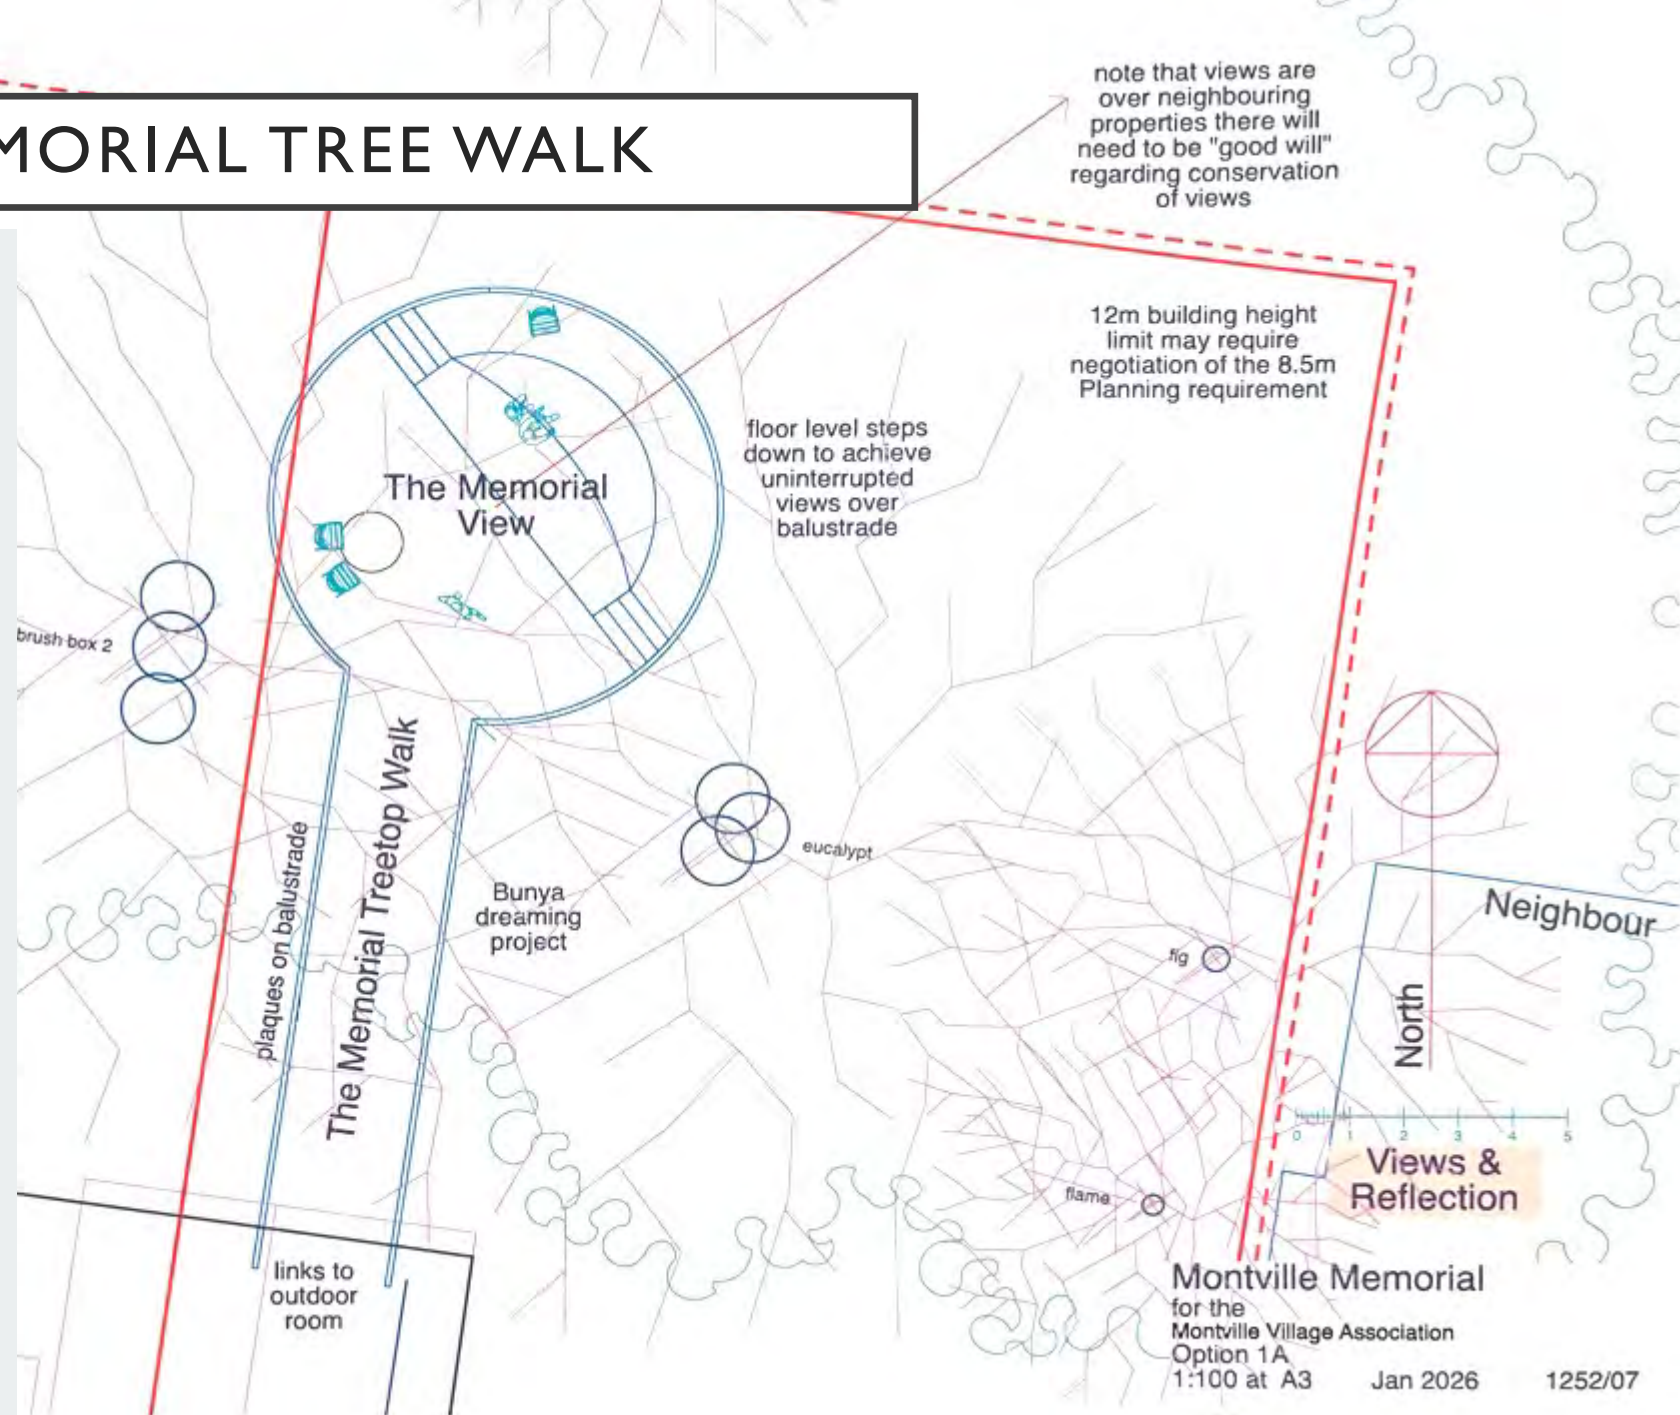 MORIAL TREE WALK
note that views are
over neighbouring
properties there will
need to be "good will"
regarding conservation
of views
12m building height
limit may require
negotiation of the 8.5m
Planning requirement
floor level steps
down to achieve
uninterrupted
views over
balustrade
The Memorial
View
brush box 2
The Memorial Treetop Walk
plaques on balustrade
eucalypt
Bunya
dreaming
project
fig
Neighbour
North
0 1 2 3 4 5
Views &
Reflection
flame
links to
outdoor
room
Montville Memorial
for the
Montville Village Association
Option 1A
1:100 at A3 Jan 2026 1252/07